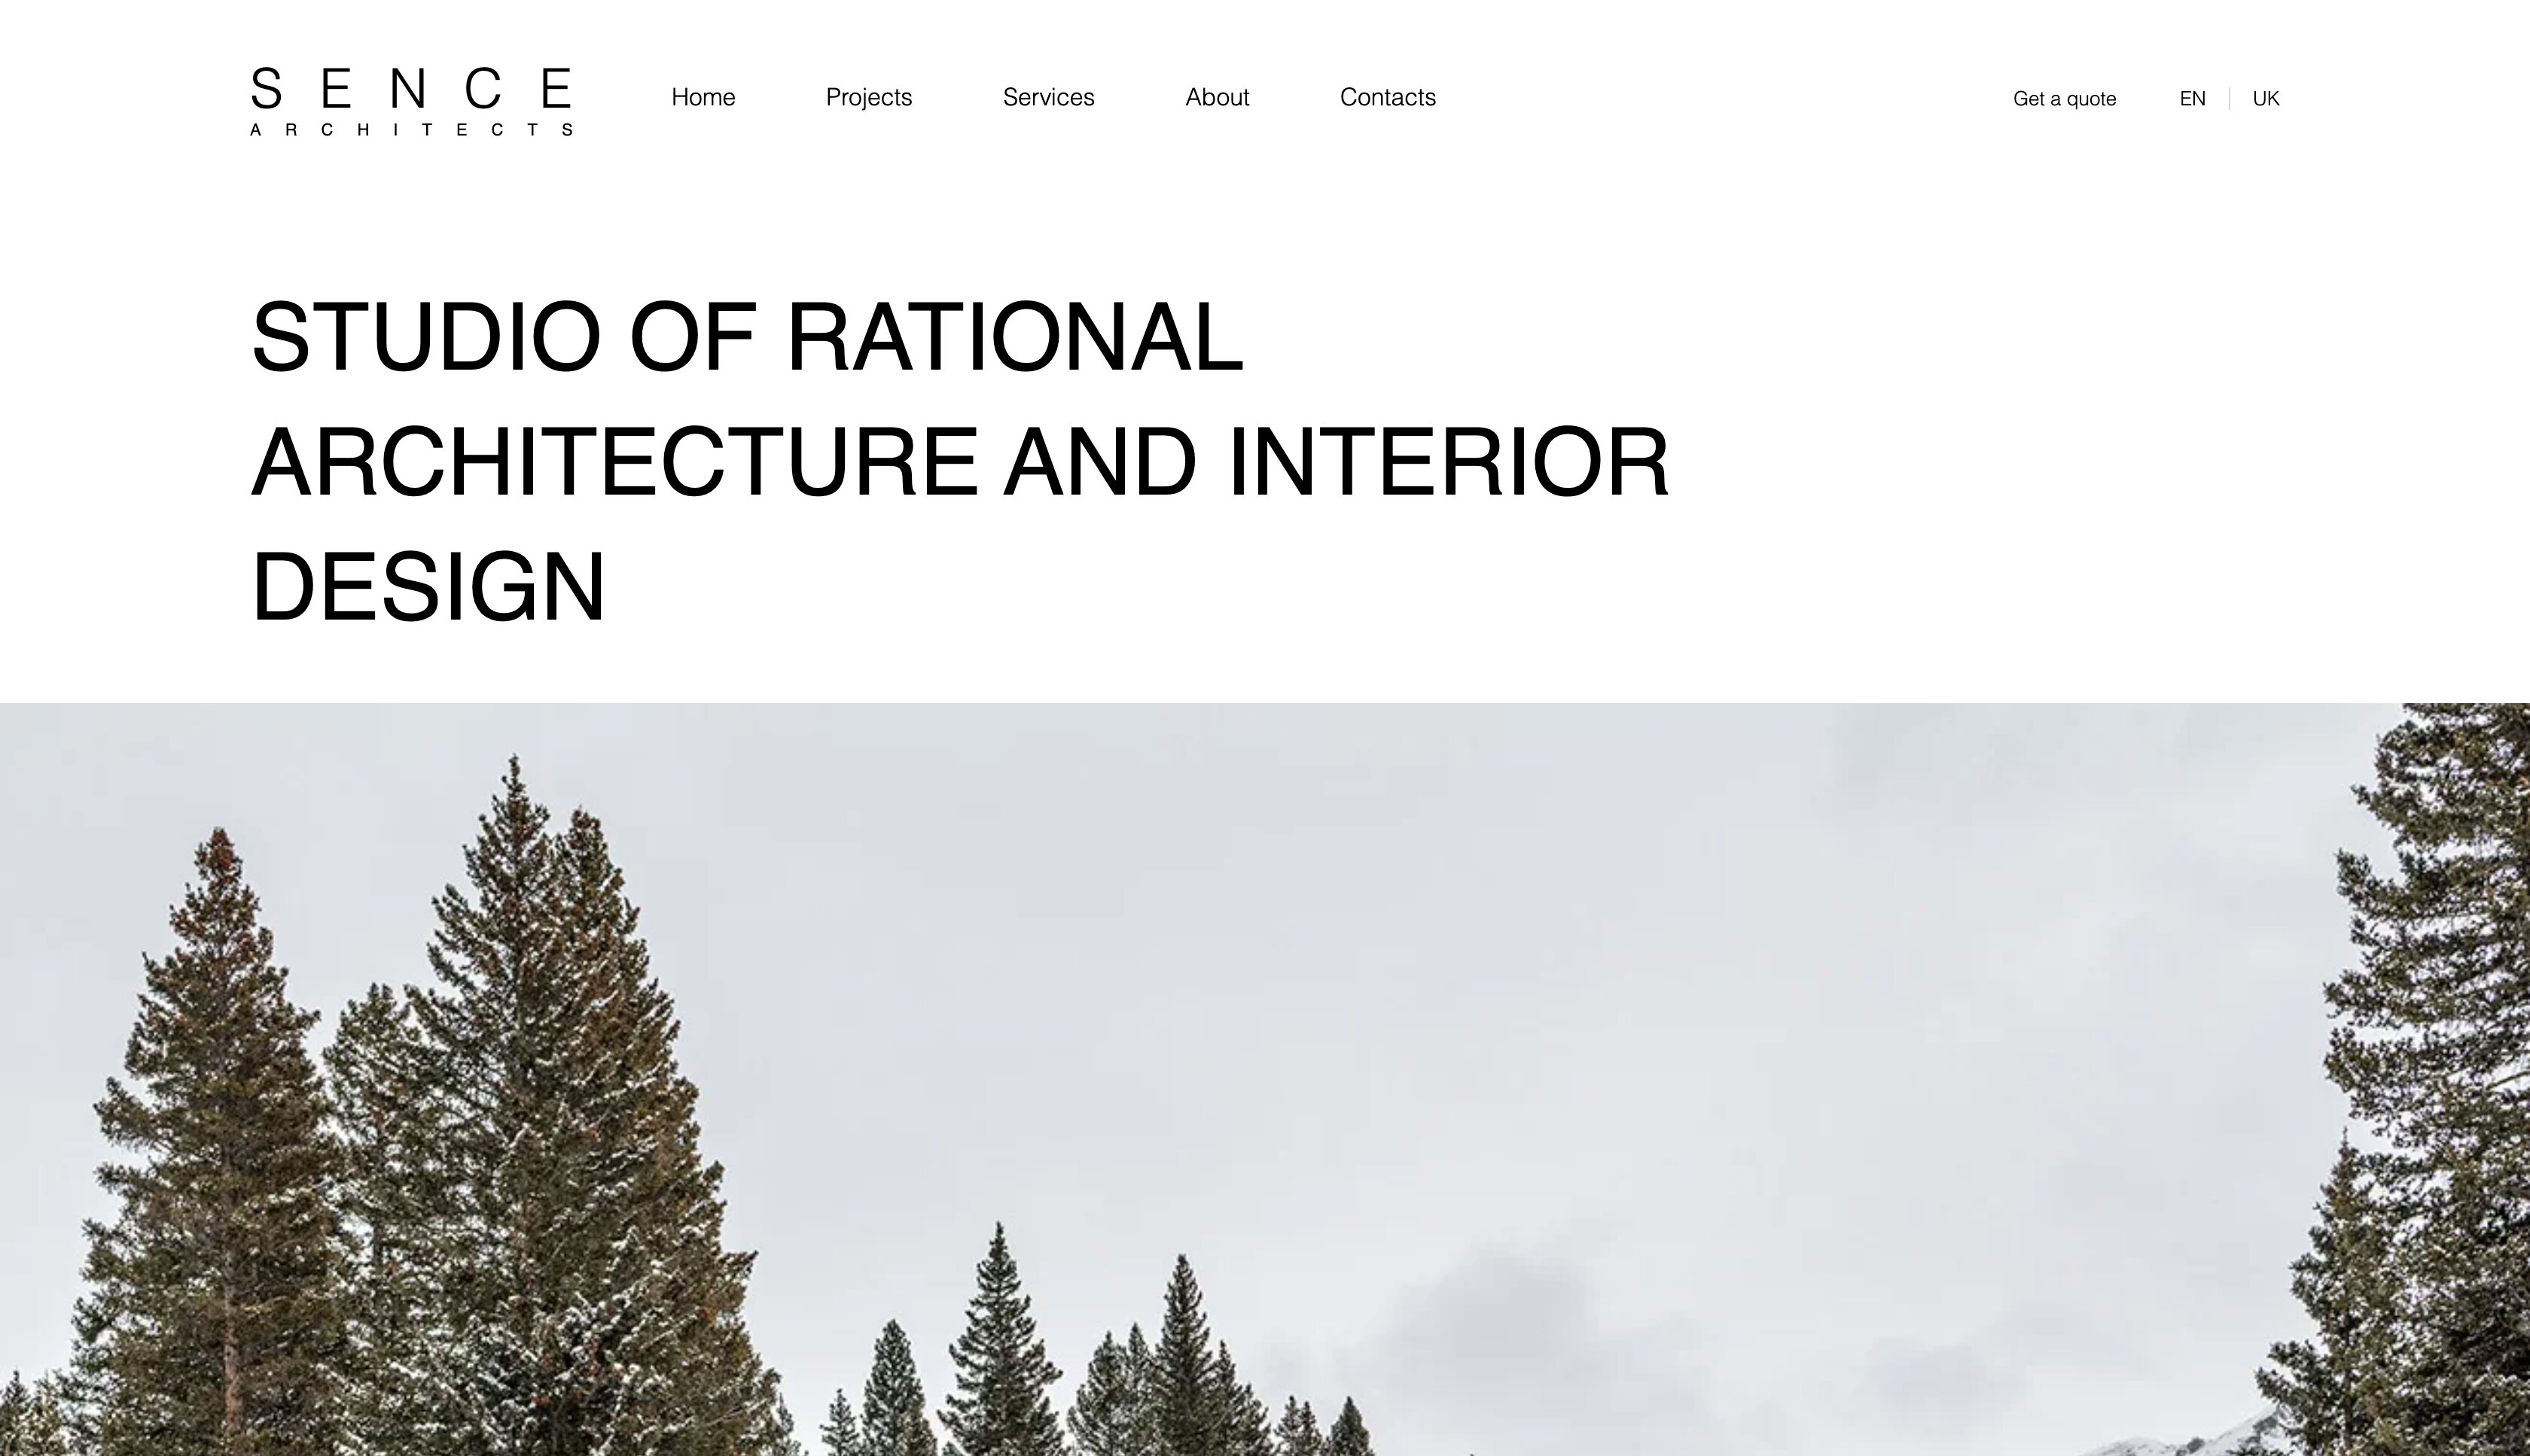 SENCE
ARCHITECTS
Home Projects Services About Contacts Get a quote EN | UK
STUDIO OF RATIONAL
ARCHITECTURE AND INTERIOR
DESIGN